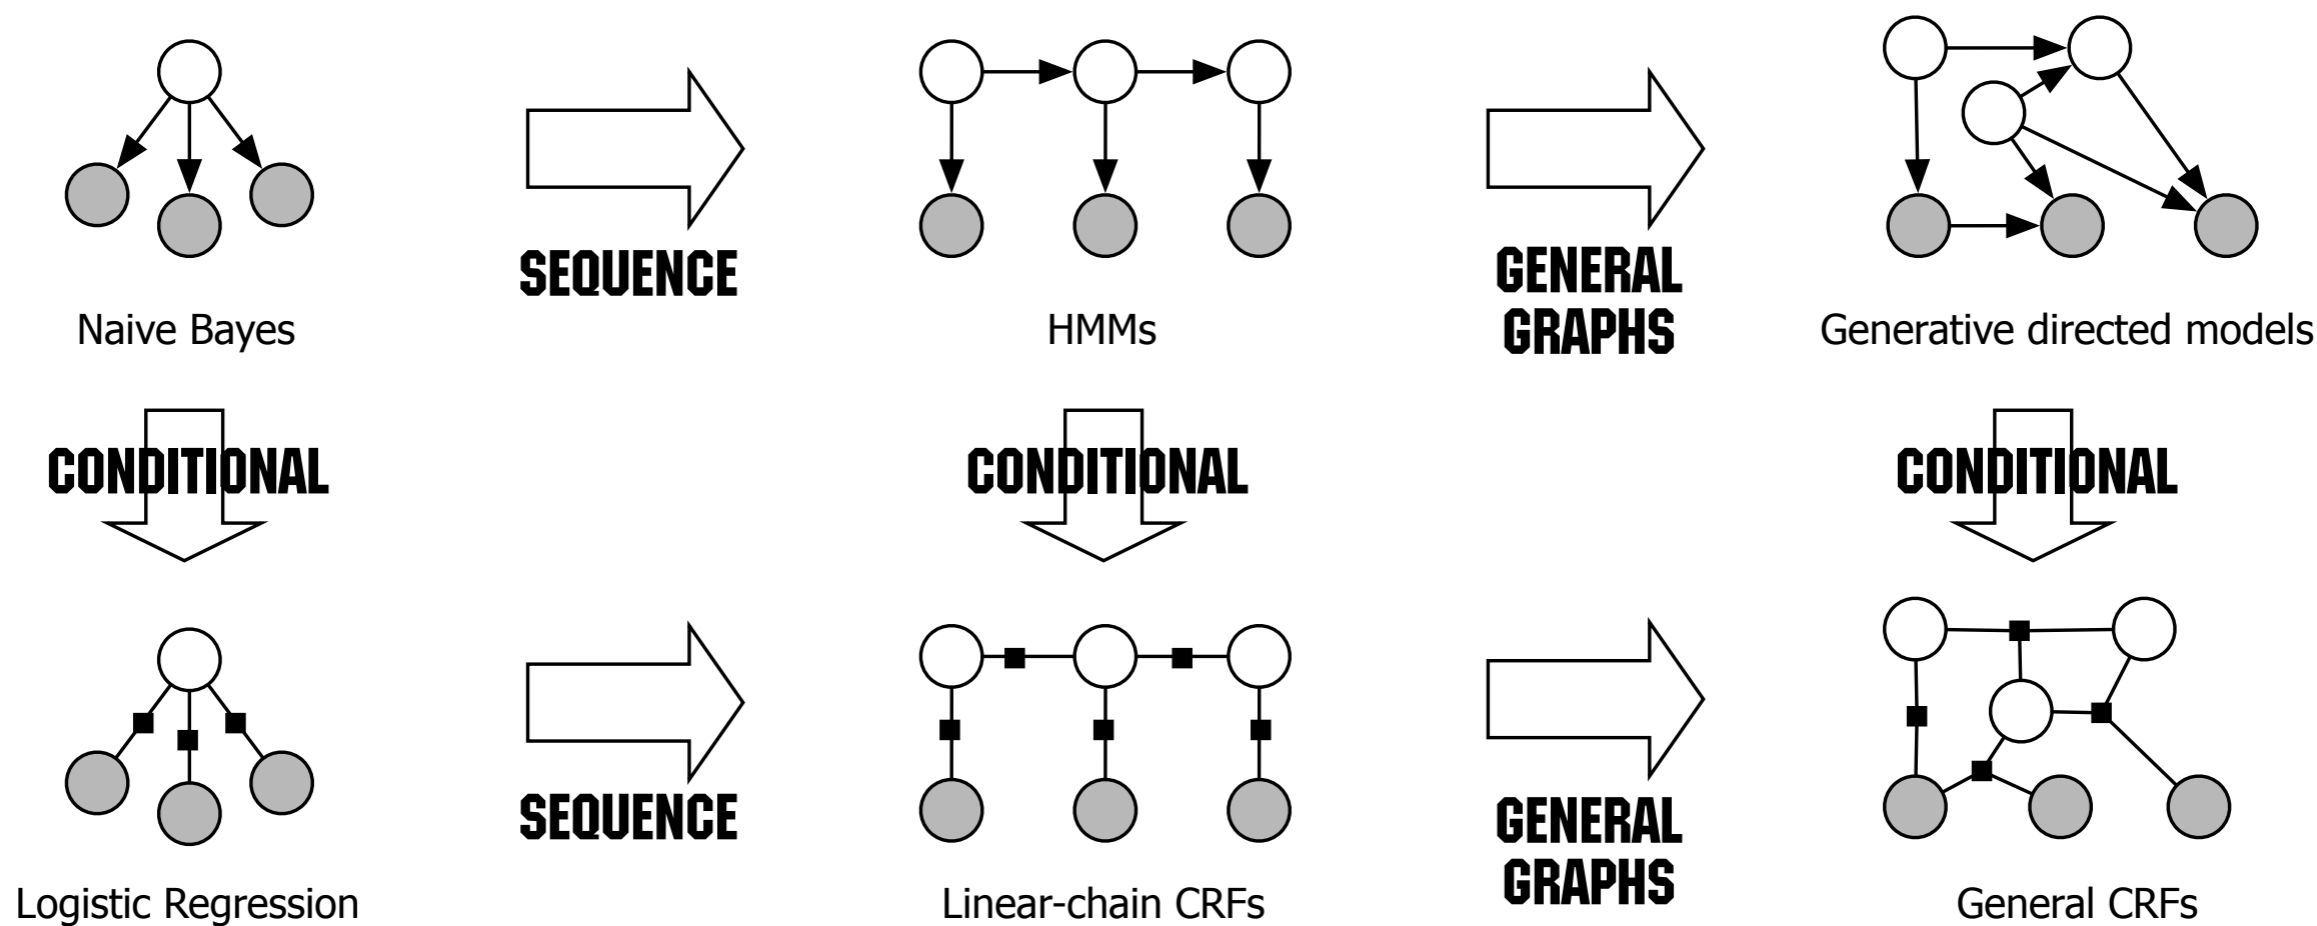 SEQUENCE
GENERAL
GRAPHS
Naive Bayes
HMMs
Generative directed models
CONDITIONAL
CONDITIONAL
CONDITIONAL
SEQUENCE
GENERAL
GRAPHS
Logistic Regression
Linear-chain CRFs
General CRFs